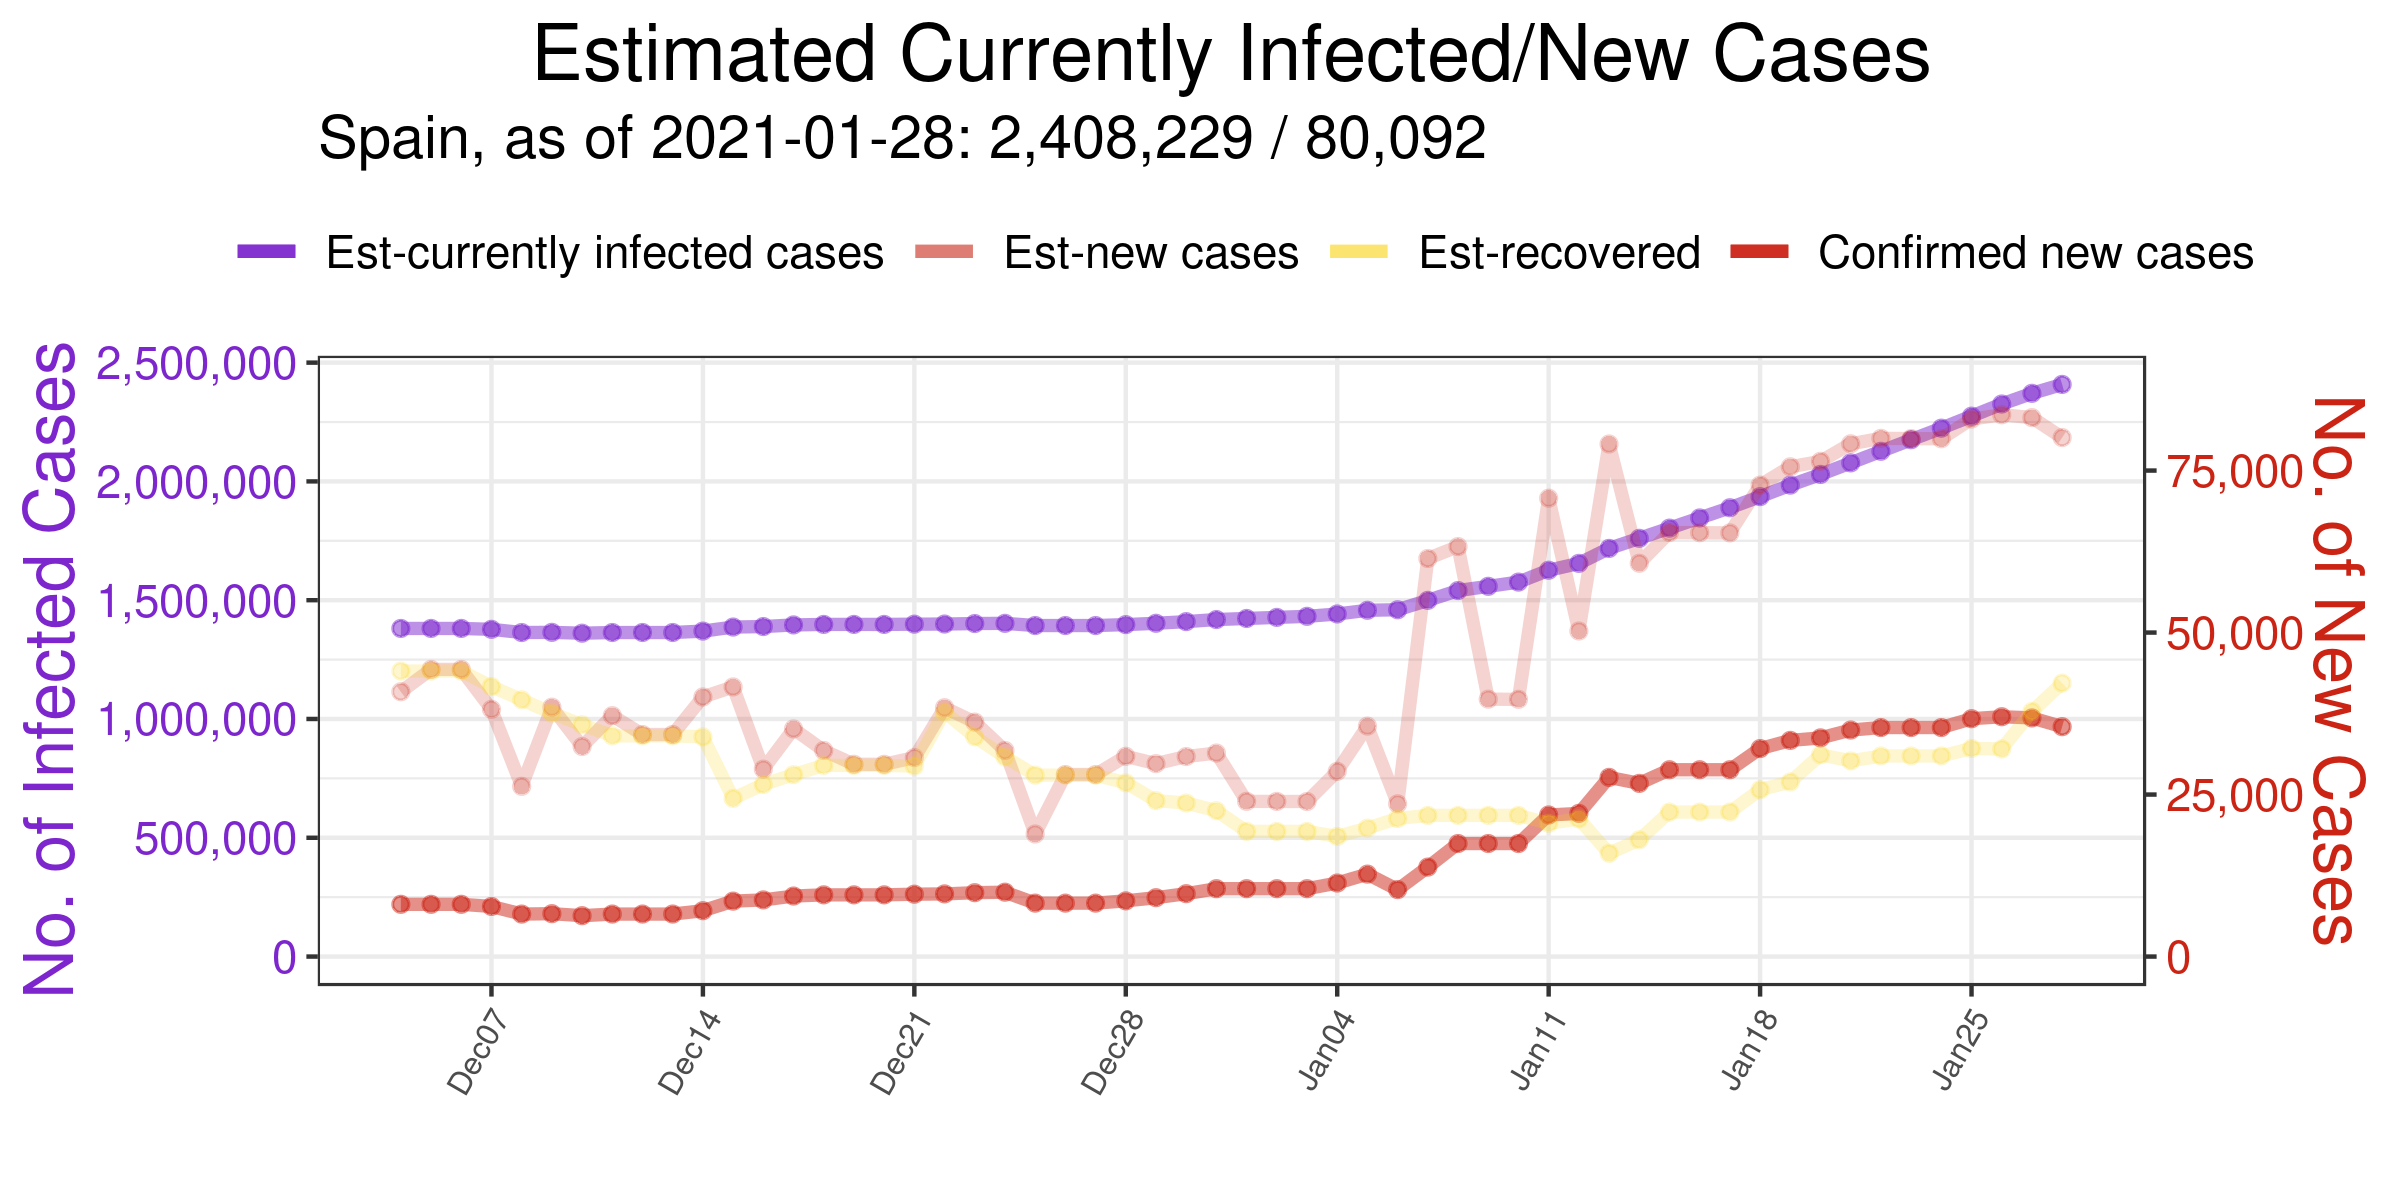 Estimated Currently Infected/New Cases
Spain, as of 2021-01-28: 2,408,229 / 80,092
Est-currently infected cases Est-new cases Est-recovered Confirmed new cases
No. of Infected Cases
2,500,000
2,000,000
1,500,000
1,000,000
500,000
0
75,000
50,000
25,000
0
No. of New Cases
Dec07 Dec14 Dec21 Dec28 Jan04 Jan11 Jan18 Jan25